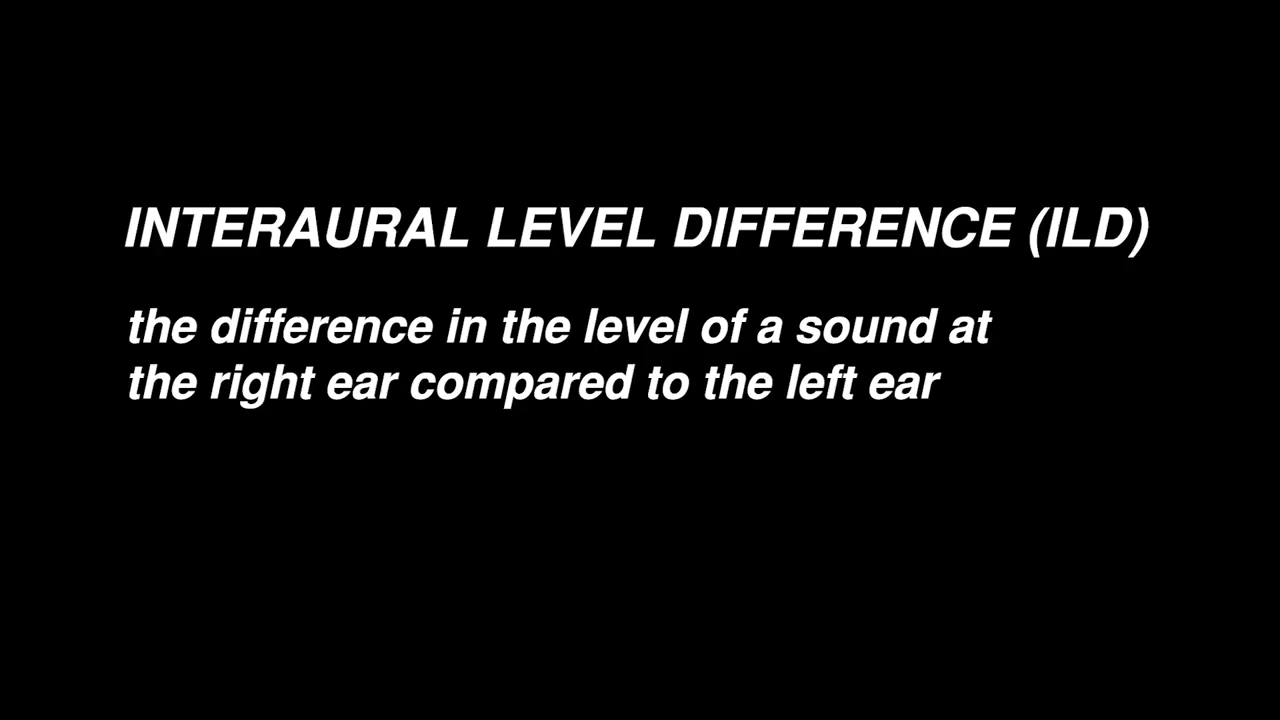 INTERAURAL LEVEL DIFFERENCE (ILD)
the difference in the level of a sound at
the right ear compared to the left ear